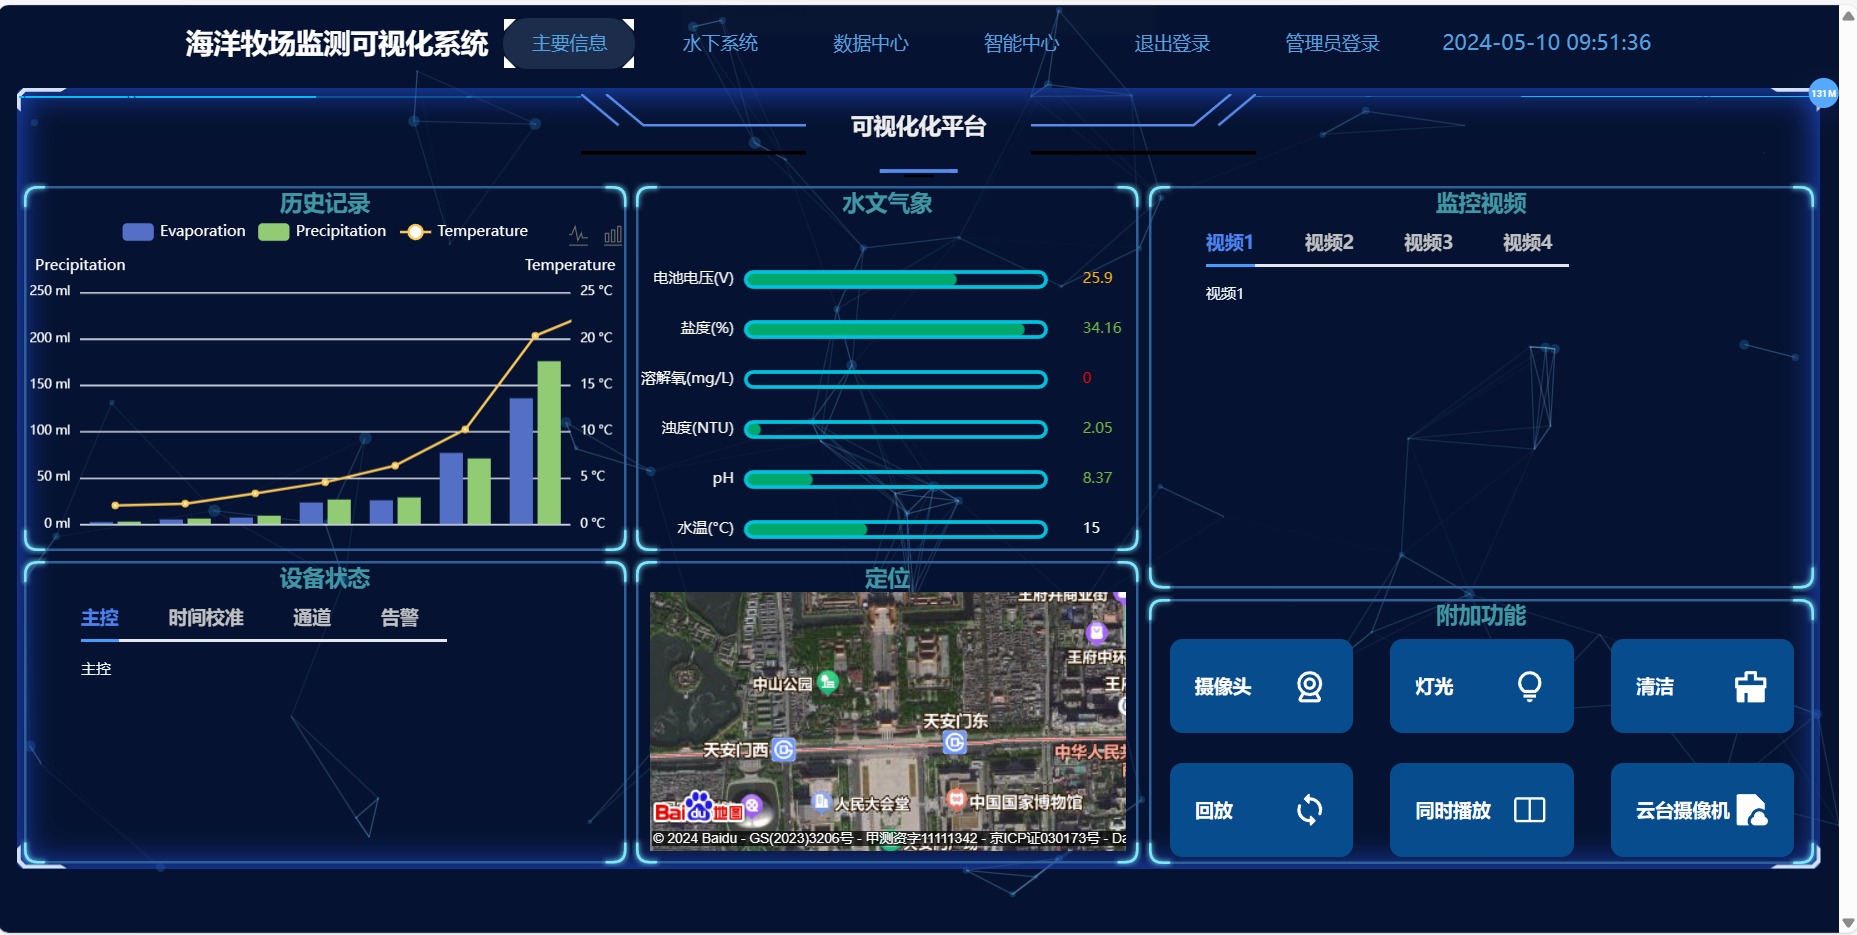 海洋牧场监测可视化系统
主要信息
水下系统
数据中心
智能中心
退出登录
管理员登录
2024-05-10 09:51:36
131M
可视化化平台
历史记录
Evaporation
Precipitation
Temperature
Precipitation
Temperature
250 ml
25 °C
200 ml
20 °C
150 ml
15 °C
100 ml
10 °C
50 ml
5 °C
0 ml
0 °C
水文气象
电池电压(V)
25.9
盐度(%)
34.16
溶解氧(mg/L)
0
浊度(NTU)
2.05
pH
8.37
水温(°C)
15
监控视频
视频1
视频2
视频3
视频4
视频1
设备状态
主控
时间校准
通道
告警
主控
定位
王府井商业街
王府中环
中山公园
天安门东
天安门西
中华人民共
人民大会堂
中国国家博物馆
Bai du 地图
© 2024 Baidu - GS(2023)3206号 - 甲测资字11111342 - 京ICP证030173号 - Da
附加功能
摄像头
灯光
清洁
回放
同时播放
云台摄像机